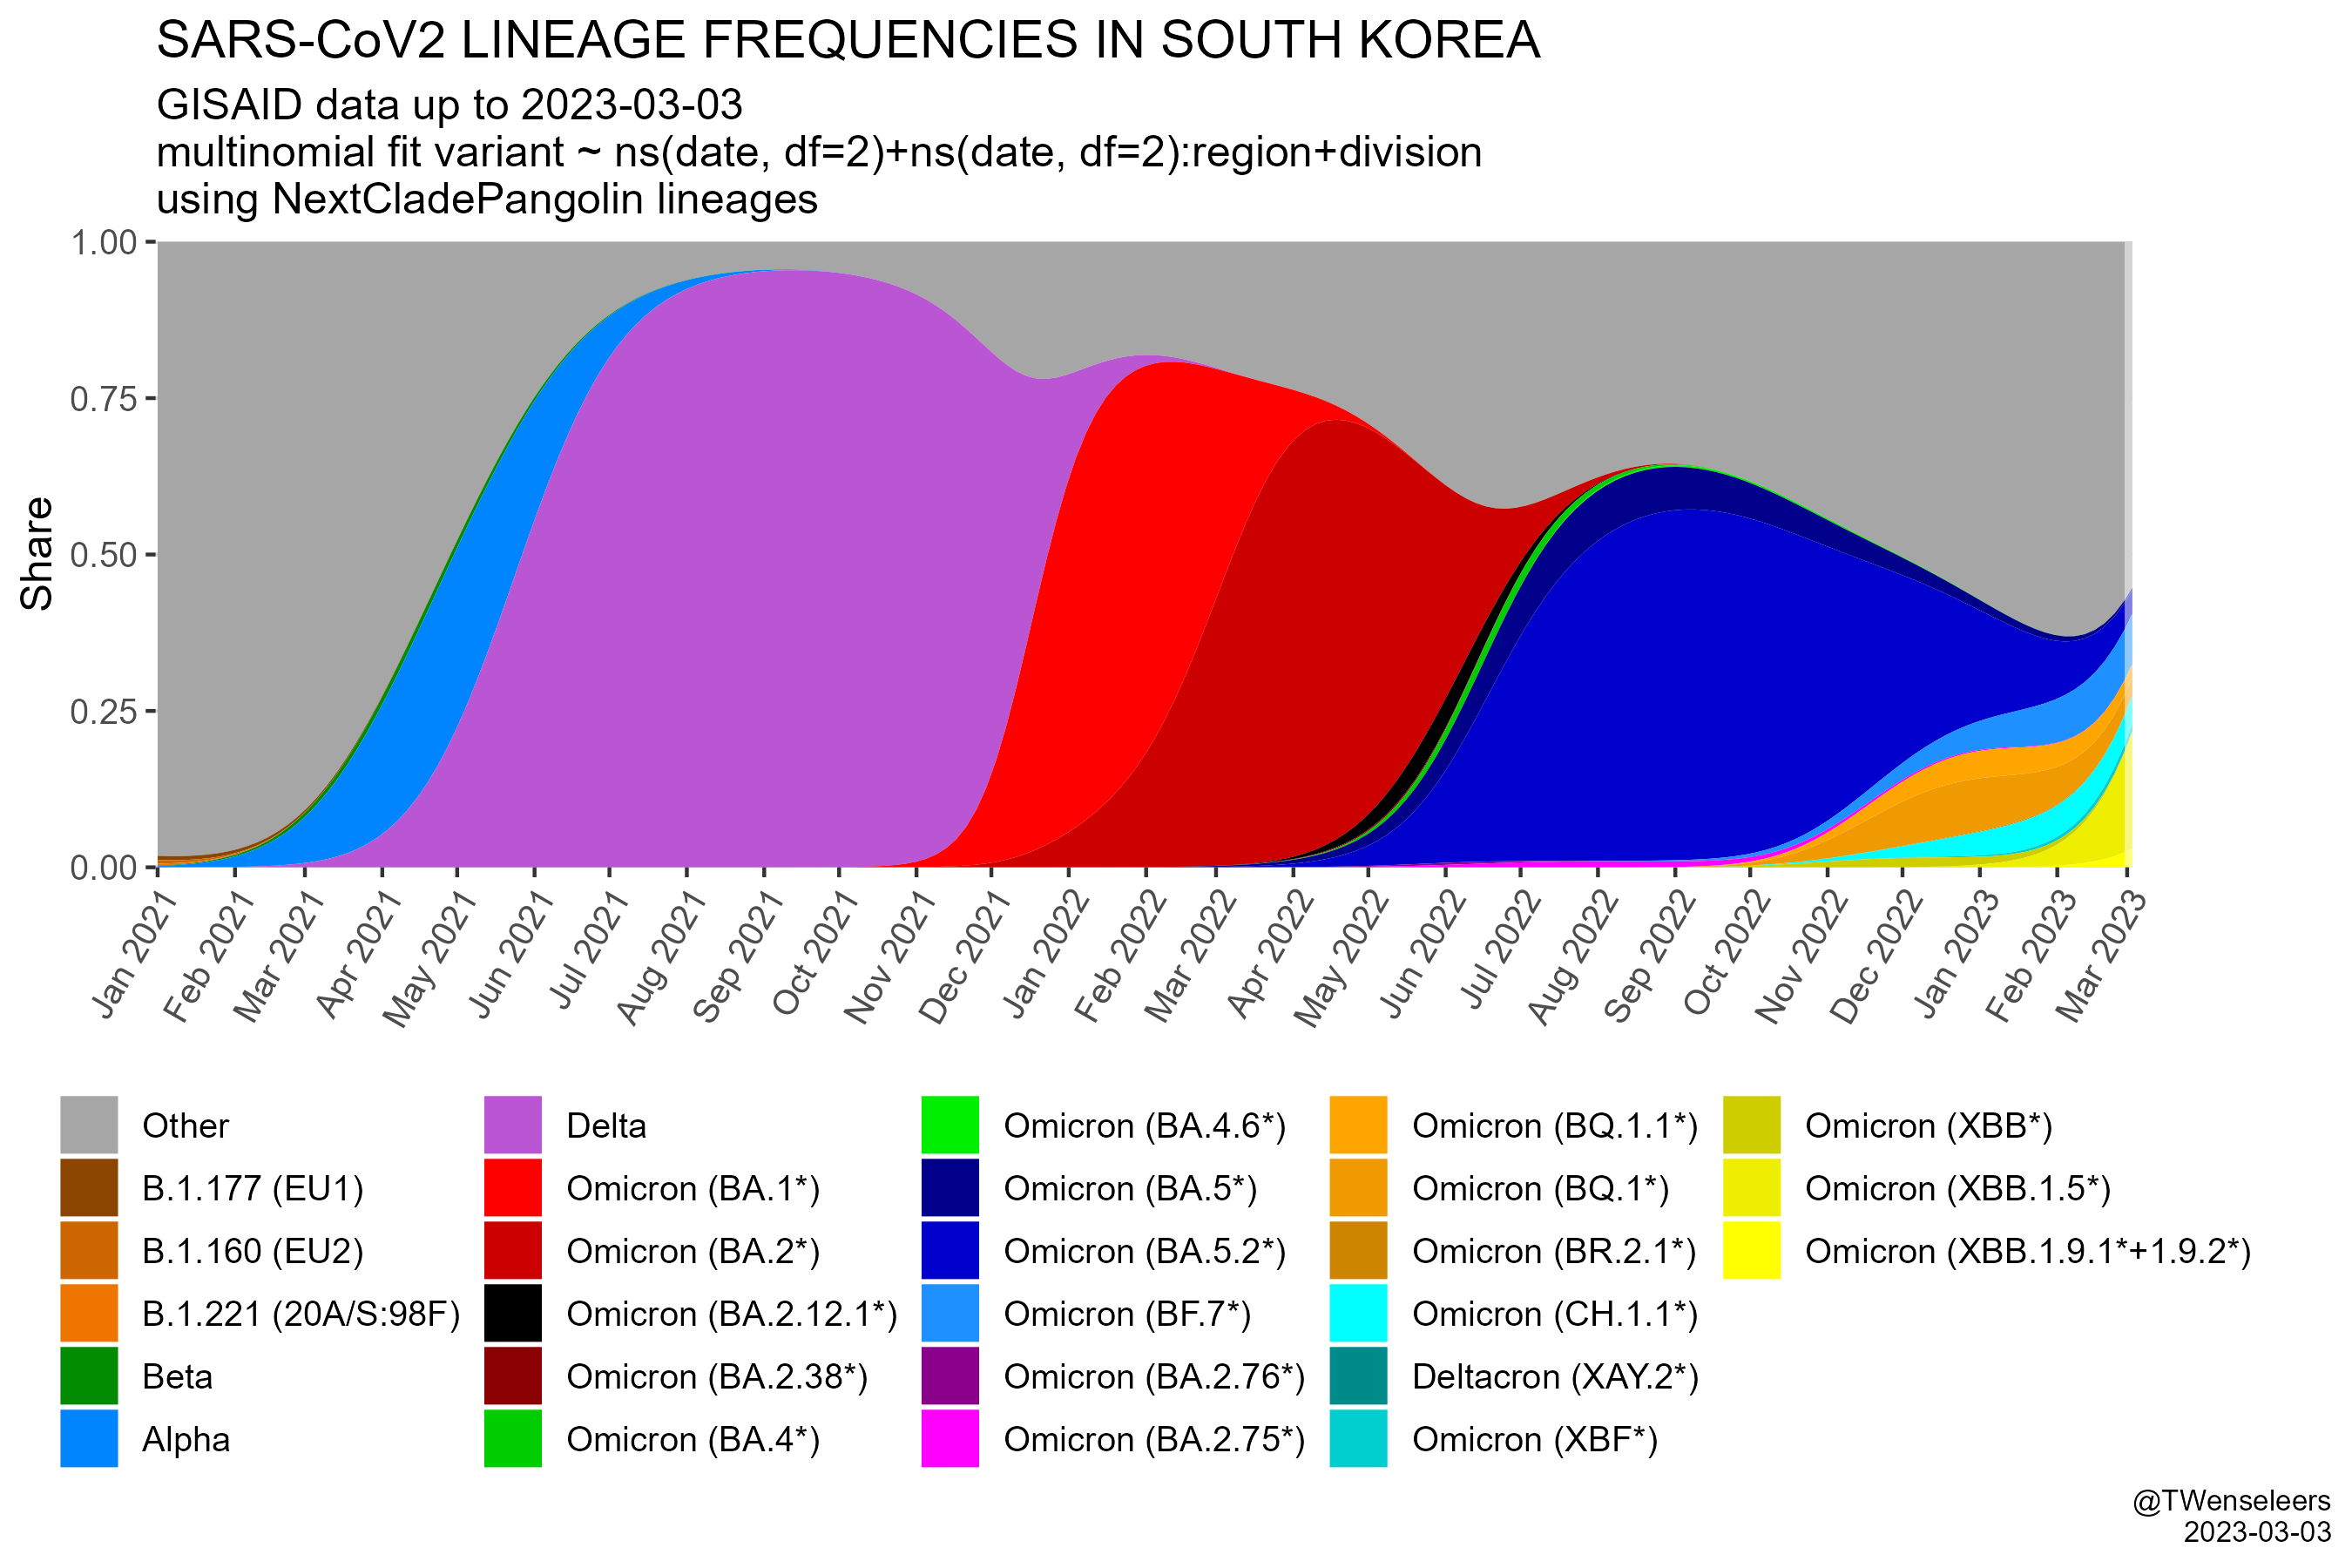 SARS-CoV2 LINEAGE FREQUENCIES IN SOUTH KOREA
GISAID data up to 2023-03-03
multinomial fit variant ~ ns(date, df=2)+ns(date, df=2):region+division
using NextCladePangolin lineages
Share
1.00
0.75
0.50
0.25
0.00
Jan 2021
Feb 2021
Mar 2021
Apr 2021
May 2021
Jun 2021
Jul 2021
Aug 2021
Sep 2021
Oct 2021
Nov 2021
Dec 2021
Jan 2022
Feb 2022
Mar 2022
Apr 2022
May 2022
Jun 2022
Jul 2022
Aug 2022
Sep 2022
Oct 2022
Nov 2022
Dec 2022
Jan 2023
Feb 2023
Mar 2023
Other
B.1.177 (EU1)
B.1.160 (EU2)
B.1.221 (20A/S:98F)
Beta
Alpha
Delta
Omicron (BA.1*)
Omicron (BA.2*)
Omicron (BA.2.12.1*)
Omicron (BA.2.38*)
Omicron (BA.4*)
Omicron (BA.4.6*)
Omicron (BA.5*)
Omicron (BA.5.2*)
Omicron (BF.7*)
Omicron (BA.2.76*)
Omicron (BA.2.75*)
Omicron (BQ.1.1*)
Omicron (BQ.1*)
Omicron (BR.2.1*)
Omicron (CH.1.1*)
Deltacron (XAY.2*)
Omicron (XBF*)
Omicron (XBB*)
Omicron (XBB.1.5*)
Omicron (XBB.1.9.1*+1.9.2*)
@TWenseleers
2023-03-03